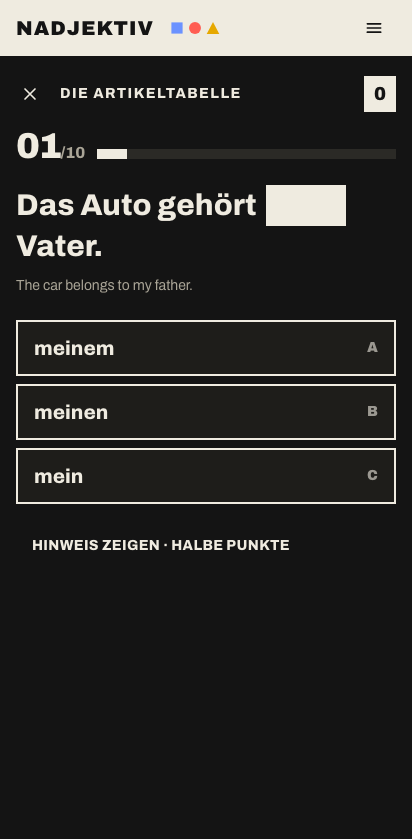 NADJEKTIV
DIE ARTIKELTABELLE
0
01/10
Das Auto gehört
Vater.
The car belongs to my father.
meinem A
meinen B
mein C
HINWEIS ZEIGEN · HALBE PUNKTE